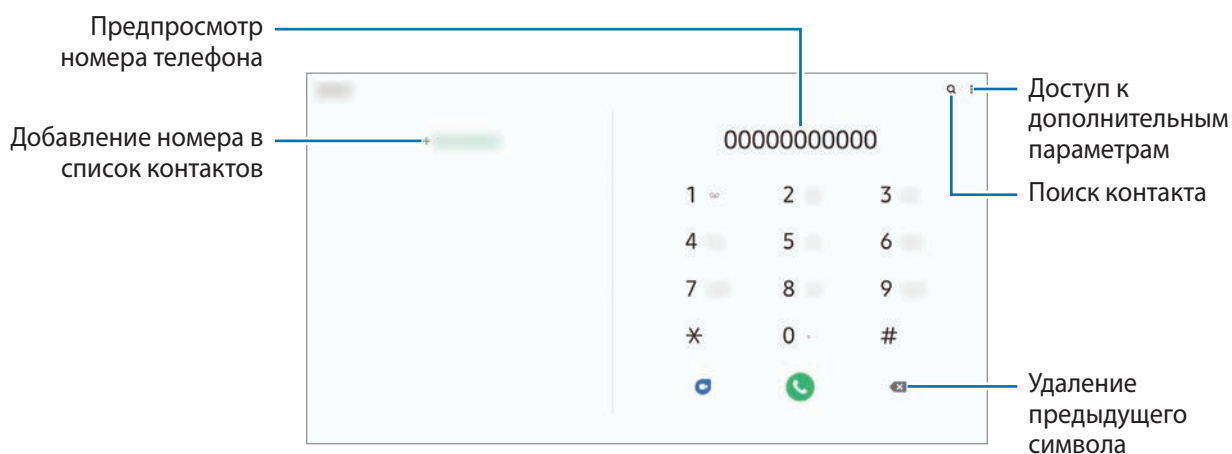 Предпросмотр
номера телефона
Добавление номера в
список контактов
Доступ к
дополнительным
параметрам
Поиск контакта
00000000000
1 2 3
4 5 6
7 8 9
* 0 #
Удаление
предыдущего
символа